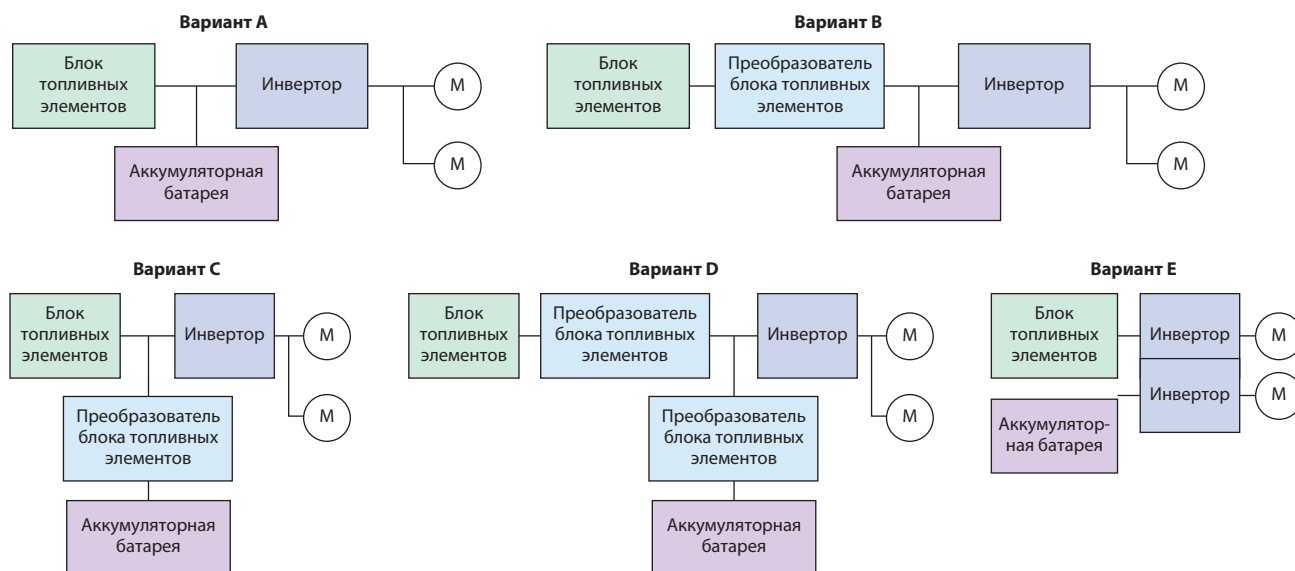 Вариант A
Блок
топливных
элементов
Инвертор
M
M
Аккумуляторная
батарея
Вариант B
Блок
топливных
элементов
Преобразователь
блока топливных
элементов
Инвертор
M
M
Аккумуляторная
батарея
Вариант C
Блок
топливных
элементов
Инвертор
M
M
Преобразователь
блока топливных
элементов
Аккумуляторная
батарея
Вариант D
Блок
топливных
элементов
Преобразователь
блока топливных
элементов
Инвертор
M
M
Преобразователь
блока топливных
элементов
Аккумуляторная
батарея
Вариант E
Блок
топливных
элементов
Инвертор
M
Инвертор
M
Аккумулятор-
ная батарея